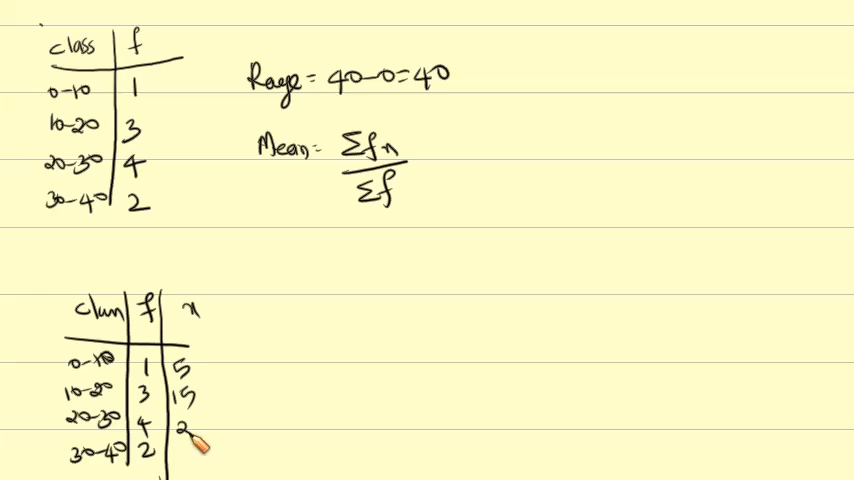 class f
0-10 1
10-20 3
20-30 4
30-40 2
Range = 40-0=40
Mean = Σfx
Σf
class f x
0-10 1 5
10-20 3 15
20-30 4 2
30-40 2